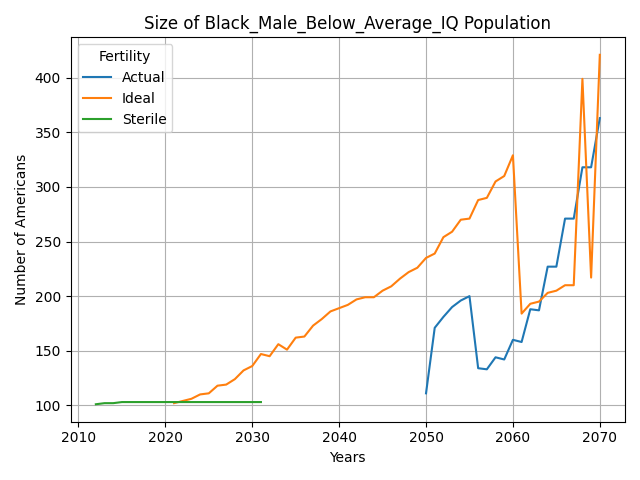 Size of Black_Male_Below_Average_IQ Population
Fertility
Actual
Ideal
Sterile
Number of Americans
400
350
300
250
200
150
100
2010 2020 2030 2040 2050 2060 2070
Years